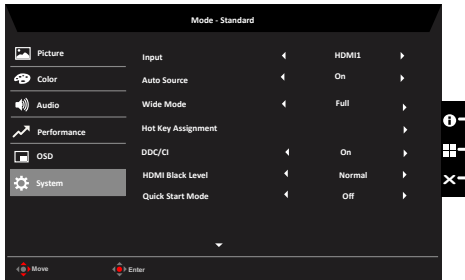 Mode - Standard
Picture
Color
Audio
Performance
OSD
System
Input HDMI1
Auto Source On
Wide Mode Full
Hot Key Assignment
DDC/CI On
HDMI Black Level Normal
Quick Start Mode Off
Move Enter